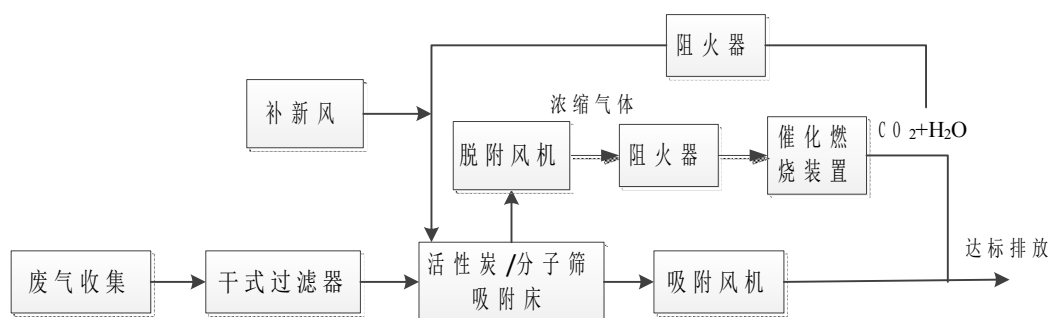 阻火器
补新风
浓缩气体
脱附风机
阻火器
催化燃
烧装置
CO2+H2O
达标排放
废气收集
干式过滤器
活性炭/分子筛
吸附床
吸附风机